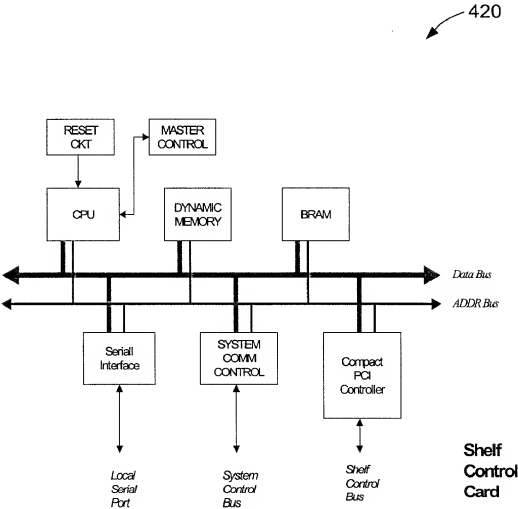 420
RESET
CKT
MASTER
CONTROL
CPU
DYNAMIC
MEMORY
BRAM
Data Bus
ADDR Bus
Seriall
Interface
SYSTEM
COMM
CONTROL
Compact
PCI
Controller
Local
Serial
Port
System
Control
Bus
Shelf
Control
Bus
Shelf
Control
Card